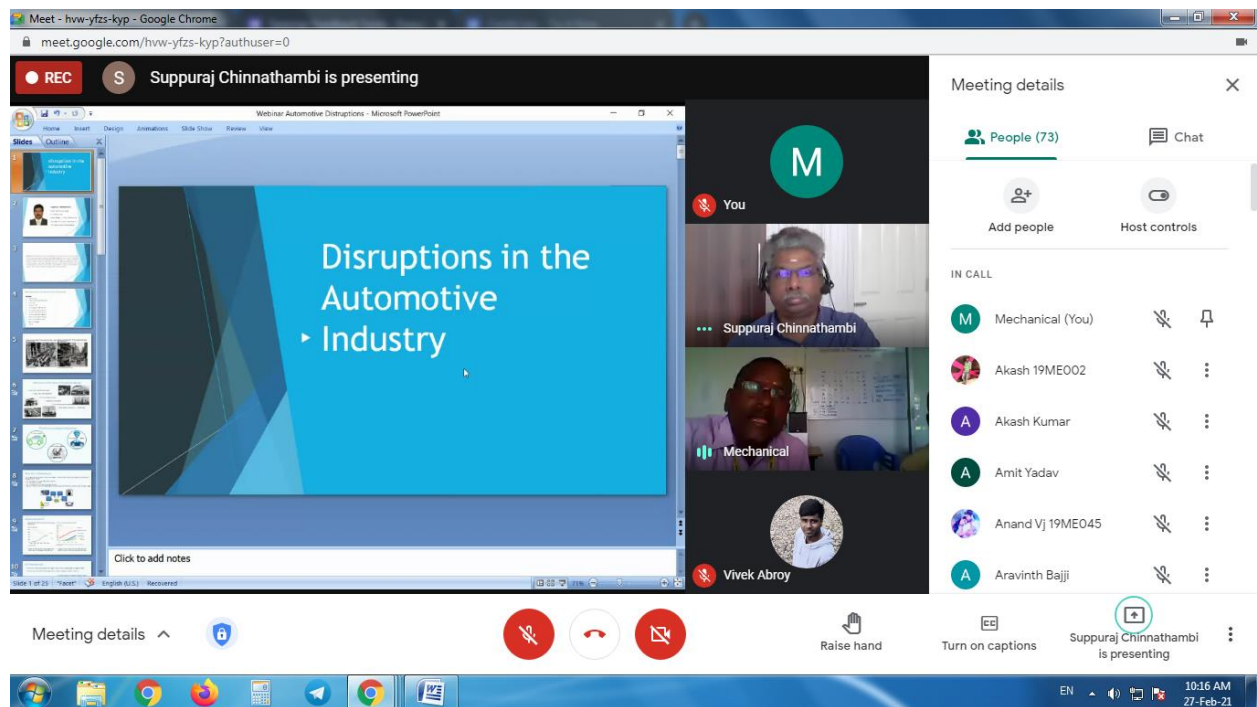 Meet - hvw-yfzs-kyp - Google Chrome
meet.google.com/hvw-yfzs-kyp?authuser=0
REC
S
Suppuraj Chinnathambi is presenting
Webinar Automotive Distruptions - Microsoft PowerPoint
Home Insert Design Animations Slide Show Review View
Slides Outline
Disruptions in the
Automotive
Industry
Click to add notes
Slide 1 of 25 "Facet" English (U.S.) Recovered
71%
M
You
Suppuraj Chinnathambi
Mechanical
Vivek Abroy
Meeting details
People (73)
Chat
Add people
Host controls
IN CALL
M Mechanical (You)
Akash 19ME002
A Akash Kumar
A Amit Yadav
Anand Vj 19ME045
A Aravinth Bajji
Meeting details
Raise hand
CC
Turn on captions
Suppuraj Chinnathambi
is presenting
EN
10:16 AM
27-Feb-21